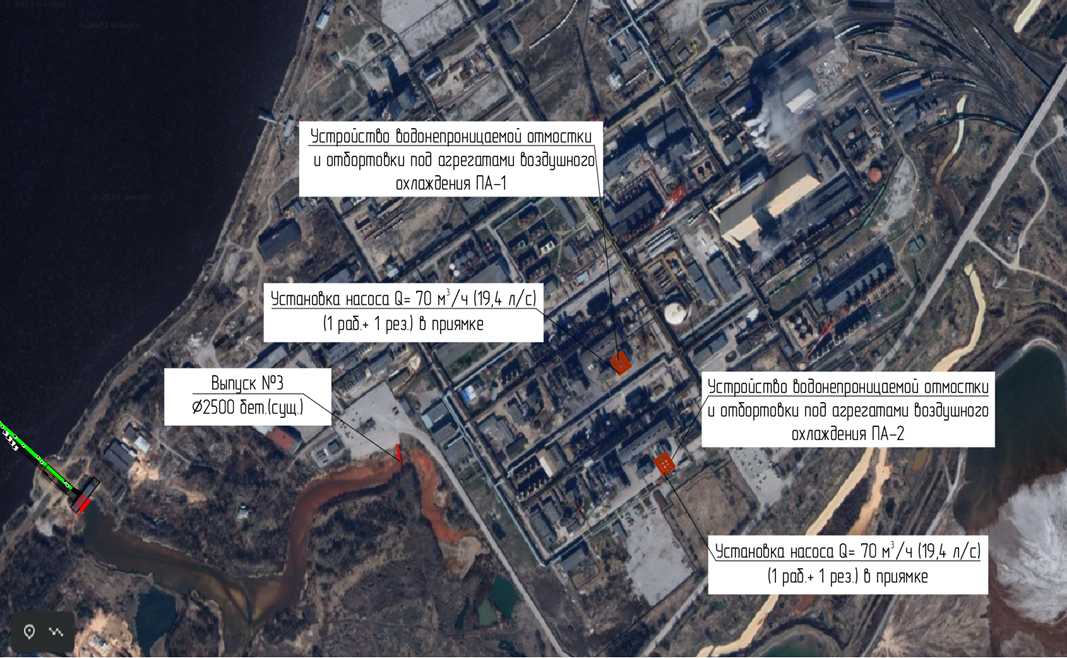 Устройство водонепроницаемой отмостки
и отбортовки под агрегатами воздушного
охлаждения ПА-1
Установка насоса Q= 70 м³/ч (19,4 л/с)
(1 раб.+ 1 рез.) в приямке
Выпуск №3
Ø2500 бет.(сущ.)
Устройство водонепроницаемой отмостки
и отбортовки под агрегатами воздушного
охлаждения ПА-2
Установка насоса Q= 70 м³/ч (19,4 л/с)
(1 раб.+ 1 рез.) в приямке